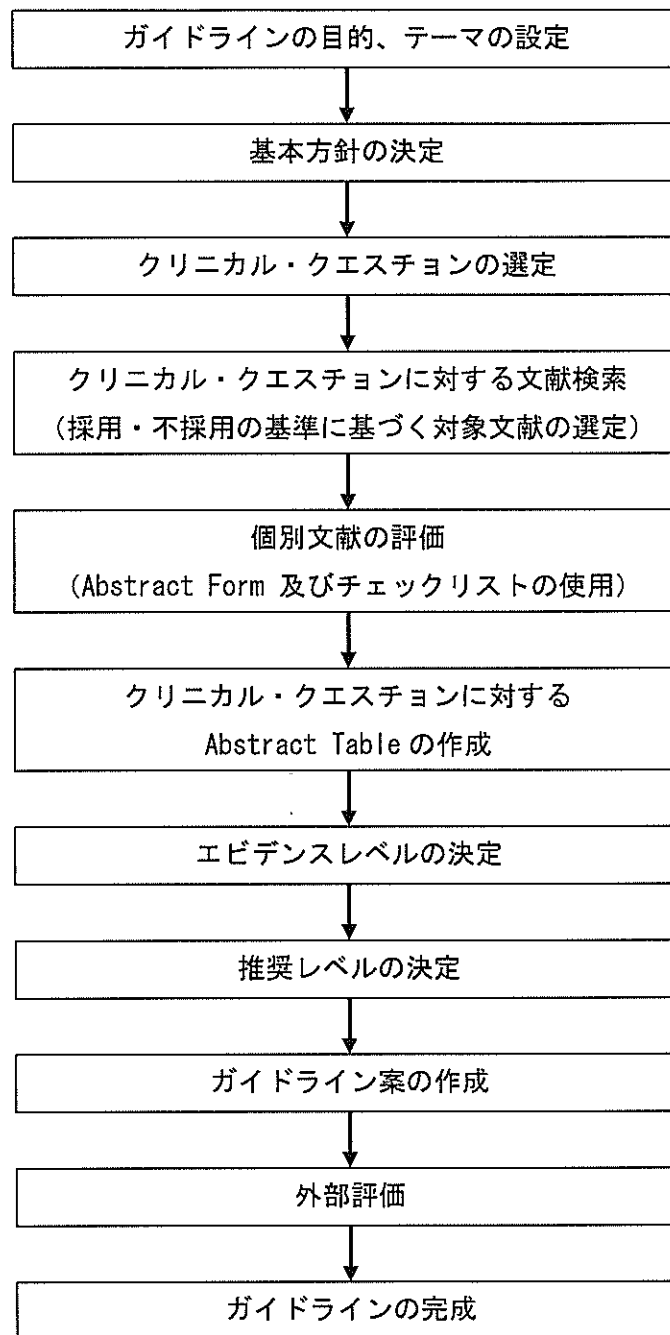 ガイドラインの目的、テーマの設定
基本方針の決定
クリニカル・クエスチョンの選定
クリニカル・クエスチョンに対する文献検索
(採用・不採用の基準に基づく対象文献の選定)
個別文献の評価
(Abstract Form 及びチェックリストの使用)
クリニカル・クエスチョンに対する
Abstract Table の作成
エビデンスレベルの決定
推奨レベルの決定
ガイドライン案の作成
外部評価
ガイドラインの完成